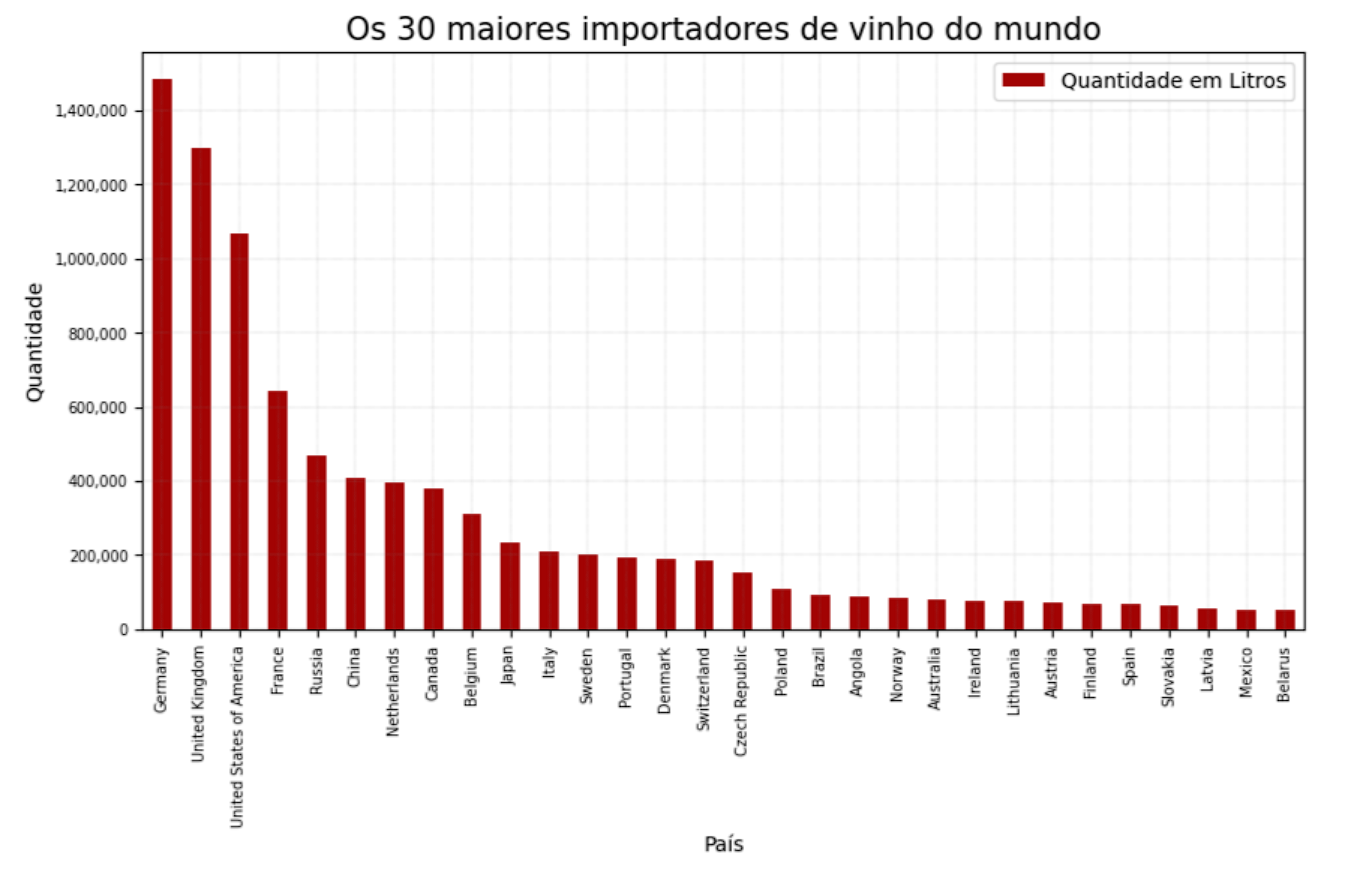 Os 30 maiores importadores de vinho do mundo
Quantidade em Litros
Quantidade
1,400,000
1,200,000
1,000,000
800,000
600,000
400,000
200,000
0
Germany
United Kingdom
United States of America
France
Russia
China
Netherlands
Canada
Belgium
Japan
Italy
Sweden
Portugal
Denmark
Switzerland
Czech Republic
Poland
Brazil
Angola
Norway
Australia
Ireland
Lithuania
Austria
Finland
Spain
Slovakia
Latvia
Mexico
Belarus
País